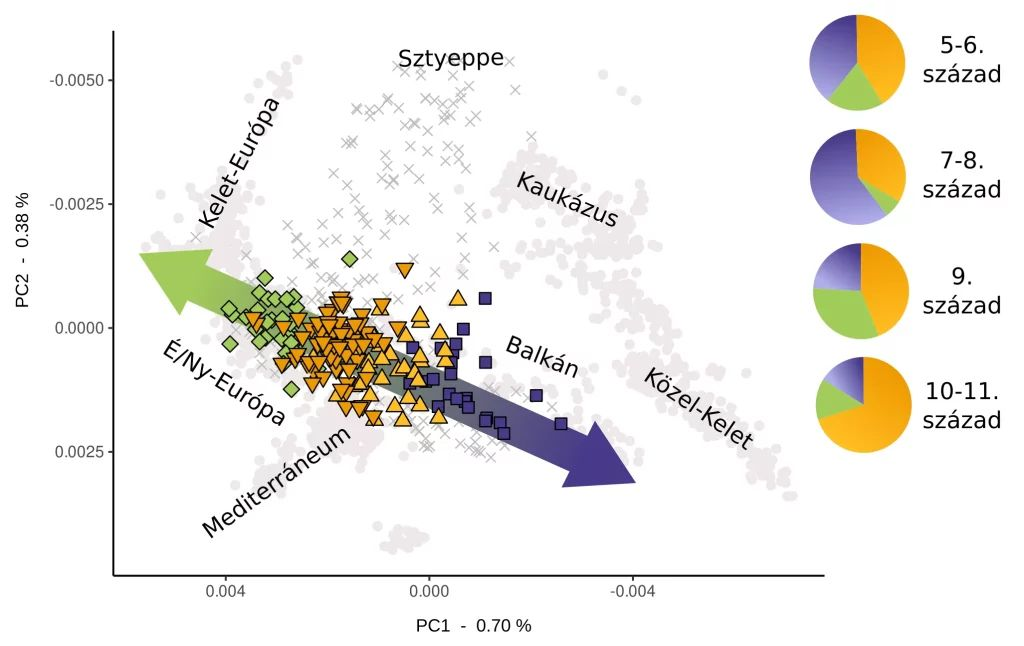 Sztyeppe
Kelet-Európa
Kaukázus
É/Ny-Európa
Balkán
Közel-Kelet
Mediterráneum
-0.0050
-0.0025
0.0000
0.0025
PC2 - 0.38 %
0.004
0.000
-0.004
PC1 - 0.70 %
5-6.
század
7-8.
század
9.
század
10-11.
század